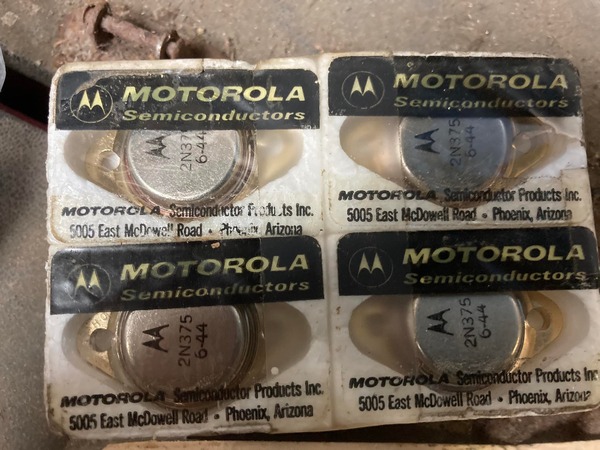 MOTOROLA
Semiconductors
2N375
6-44
MOTOROLA Semiconductor Products Inc.
5005 East McDowell Road • Phoenix, Arizona
MOTOROLA
Semiconductors
2N375
6-44
MOTOROLA Semiconductor Products Inc.
5005 East McDowell Road • Phoenix, Arizona
MOTOROLA
Semiconductors
2N375
6-44
MOTOROLA Semiconductor Products Inc.
5005 East McDowell Road • Phoenix, Arizona
MOTOROLA
Semiconductors
2N375
6-44
MOTOROLA Semiconductor Products Inc.
5005 East McDowell Road • Phoenix, Arizona